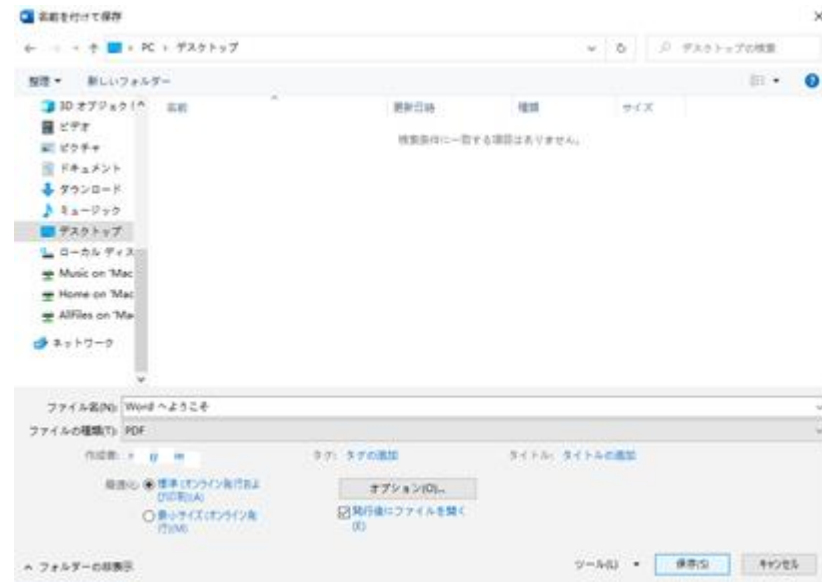 名前を付けて保存
PC › デスクトップ
デスクトップの検索
整理 新しいフォルダー
3D オブジェクト
名前 更新日時 種類 サイズ
ビデオ
検索条件に一致する項目はありません。
ピクチャ
ドキュメント
ダウンロード
ミュージック
デスクトップ
ローカル ディス
Music on 'Mac
Home on 'Mac
AllFiles on 'Ma
ネットワーク
ファイル名(N): Word へようこそ
ファイルの種類(T): PDF
作成者:
タグ: タグの追加
タイトル: タイトルの追加
最適化: 標準 (オンライン発行およ
び印刷)(A)
最小サイズ (オンライン発
行)(M)
オプション(O)...
発行後にファイルを開く
(E)
フォルダーの非表示
ツール(L) 保存(S) キャンセル